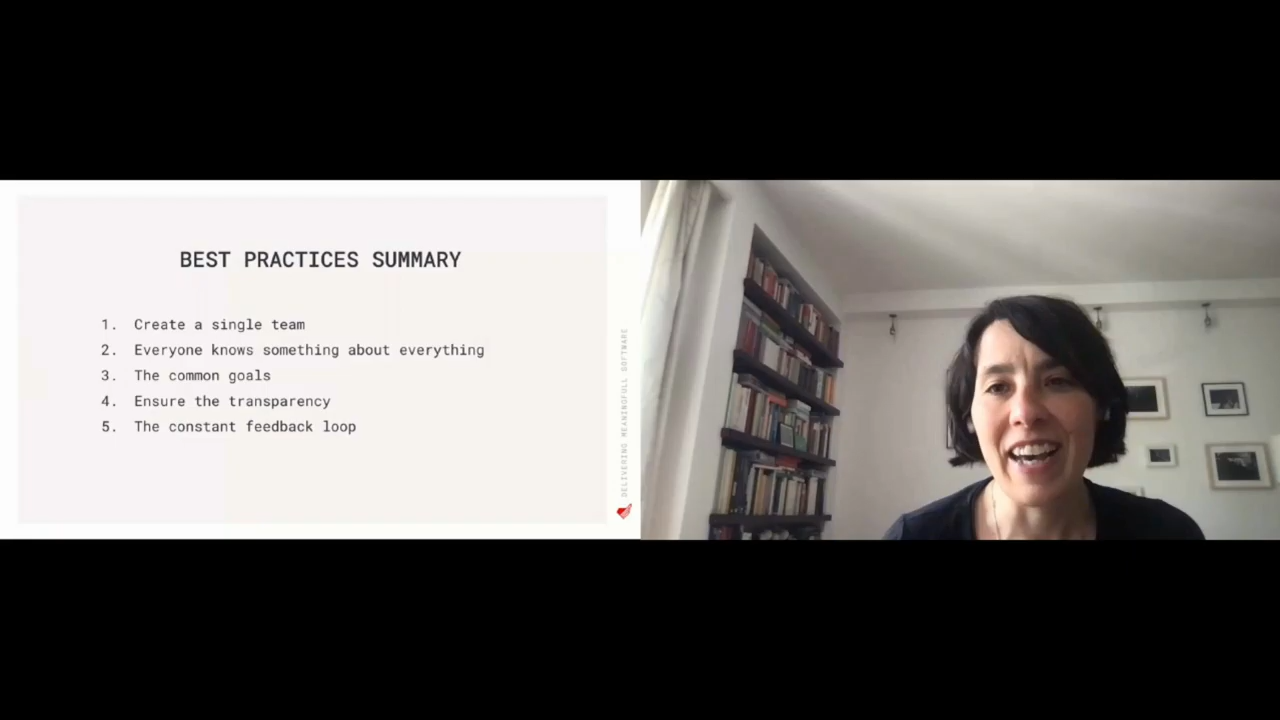 BEST PRACTICES SUMMARY
1. Create a single team
2. Everyone knows something about everything
3. The common goals
4. Ensure the transparency
5. The constant feedback loop
DELIVERING MEANINGFULL SOFTWARE